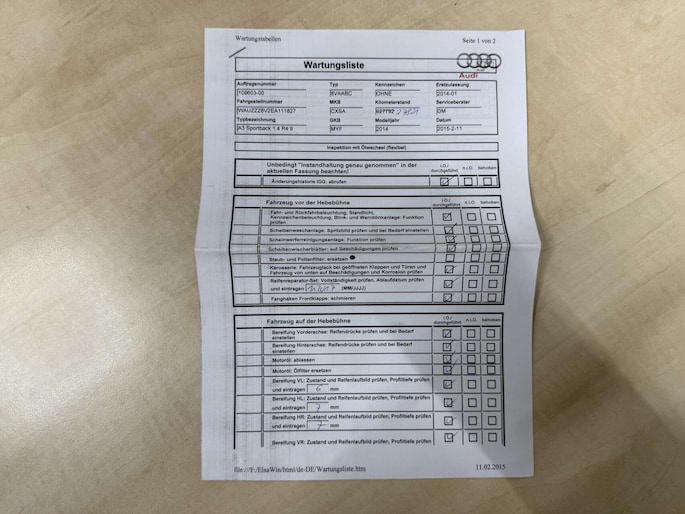 Wartungstabellen
Seite 1 von 2
Wartungsliste
Audi
Auftragsnummer Typ Kennzeichen Erstzulassung
8VAABC OHNE 2014-01
Fahrgestellnummer MKB Kilometerstand Serviceberater
CXSA DM
Typbezeichnung GKB Modelljahr Datum
A3 Sportback 1.4 R4 MYF 2014 2015-2-11
Inspektion mit Ölwechsel (flexibel)
Unbedingt "Instandhaltung genau genommen" in der
aktuellen Fassung beachten!
i.O./
durchgeführt n.i.O. behoben
Änderungshistorie IGG: abrufen
Fahrzeug vor der Hebebühne
i.O./
durchgeführt n.i.O. behoben
Fahr- und Rückfahrbeleuchtung, Standlicht,
Kennzeichenbeleuchtung, Blink- und Warnblinkanlage: Funktion
prüfen
Scheibenwaschanlage: Spritzbild prüfen und bei Bedarf einstellen
Scheinwerferreinigungsanlage: Funktion prüfen
Scheibenwischerblätter: auf Beschädigungen prüfen
Staub- und Pollenfilter: ersetzen
Karosserie: Fahrzeuglack bei geöffneten Klappen und Türen und
Fahrzeug von unten auf Beschädigungen und Korrosion prüfen
Reifenreparatur-Set: Vollständigkeit prüfen, Ablaufdatum prüfen
und eintragen (MM/JJJJ)
Fanghaken Frontklappe: schmieren
Fahrzeug auf der Hebebühne
i.O./
durchgeführt n.i.O. behoben
Bereifung Vorderachse: Reifendrücke prüfen und bei Bedarf
einstellen
Bereifung Hinterachse: Reifendrücke prüfen und bei Bedarf
einstellen
Motoröl: ablassen
Motoröl: Ölfilter ersetzen
Bereifung VL: Zustand und Reifenlaufbild prüfen, Profiltiefe prüfen
und eintragen 6 mm
Bereifung HL: Zustand und Reifenlaufbild prüfen, Profiltiefe prüfen
und eintragen 7 mm
Bereifung HR: Zustand und Reifenlaufbild prüfen, Profiltiefe prüfen
und eintragen 7 mm
Bereifung VR: Zustand und Reifenlaufbild prüfen, Profiltiefe prüfen
file:///F:/ElsaWin/html/de-DE/Wartungsliste.htm
11.02.2015